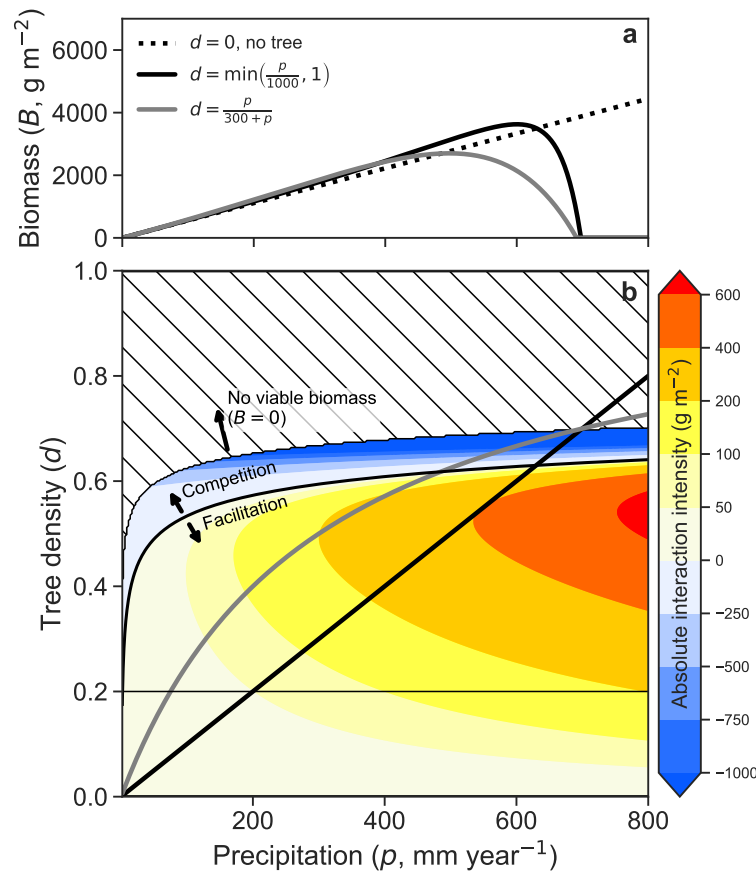 a
7000
6000
4000
2000
0
Biomass (B, g m−2)
d = 0, no tree
d = min(p/1000, 1)
d = p/300 + p
b
1.0
0.8
0.6
0.4
0.2
0.0
Tree density (d)
No viable biomass
(B = 0)
Competition
Facilitation
200
400
600
800
Precipitation (p, mm year−1)
600
400
200
100
50
0
−250
−500
−750
−1000
Absolute interaction intensity (g m−2)